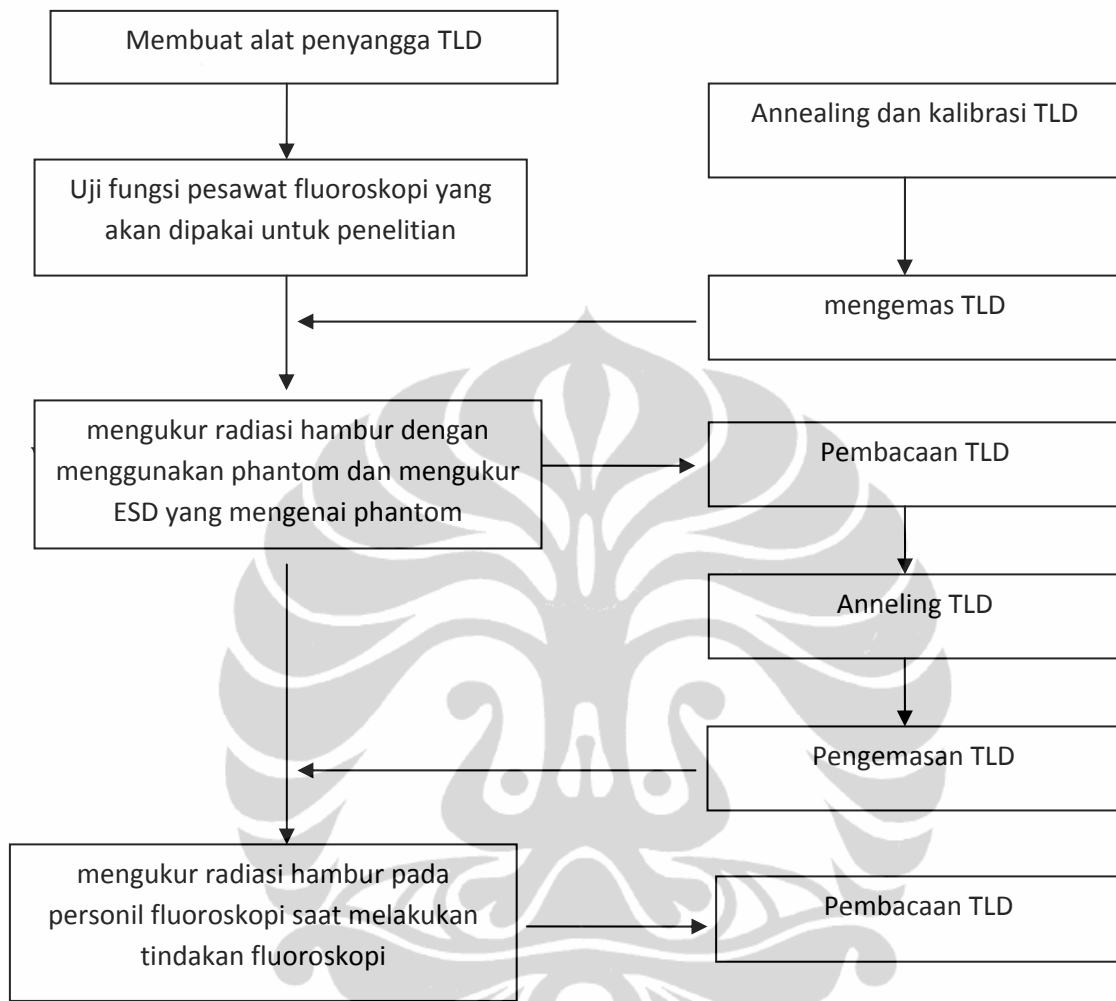 Membuat alat penyangga TLD
Annealing dan kalibrasi TLD
Uji fungsi pesawat fluoroskopi yang
akan dipakai untuk penelitian
mengemas TLD
mengukur radiasi hambur dengan
menggunakan phantom dan mengukur
ESD yang mengenai phantom
Pembacaan TLD
Anneling TLD
Pengemasan TLD
mengukur radiasi hambur pada
personil fluoroskopi saat melakukan
tindakan fluoroskopi
Pembacaan TLD